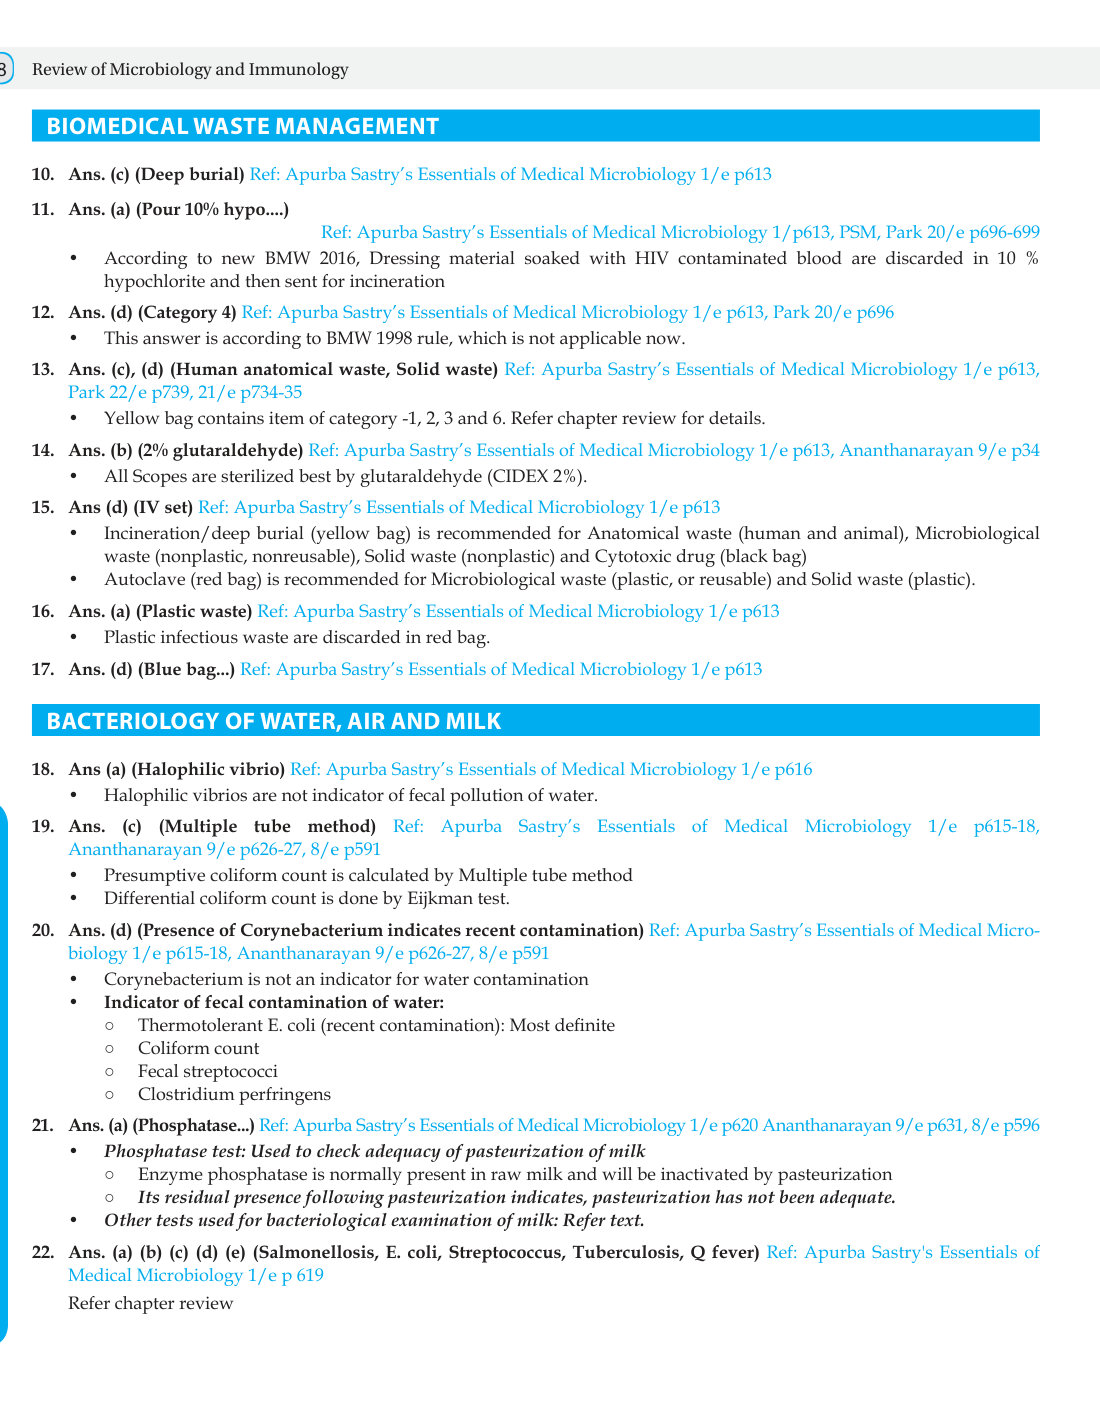 8 Review of Microbiology and Immunology
BIOMEDICAL WASTE MANAGEMENT
10. Ans. (c) (Deep burial) Ref: Apurba Sastry’s Essentials of Medical Microbiology 1/e p613
11. Ans. (a) (Pour 10% hypo....)
Ref: Apurba Sastry’s Essentials of Medical Microbiology 1/p613, PSM, Park 20/e p696-699
• According to new BMW 2016, Dressing material soaked with HIV contaminated blood are discarded in 10 %
hypochlorite and then sent for incineration
12. Ans. (d) (Category 4) Ref: Apurba Sastry’s Essentials of Medical Microbiology 1/e p613, Park 20/e p696
• This answer is according to BMW 1998 rule, which is not applicable now.
13. Ans. (c), (d) (Human anatomical waste, Solid waste) Ref: Apurba Sastry’s Essentials of Medical Microbiology 1/e p613,
Park 22/e p739, 21/e p734-35
• Yellow bag contains item of category -1, 2, 3 and 6. Refer chapter review for details.
14. Ans. (b) (2% glutaraldehyde) Ref: Apurba Sastry’s Essentials of Medical Microbiology 1/e p613, Ananthanarayan 9/e p34
• All Scopes are sterilized best by glutaraldehyde (CIDEX 2%).
15. Ans (d) (IV set) Ref: Apurba Sastry’s Essentials of Medical Microbiology 1/e p613
• Incineration/deep burial (yellow bag) is recommended for Anatomical waste (human and animal), Microbiological
waste (nonplastic, nonreusable), Solid waste (nonplastic) and Cytotoxic drug (black bag)
• Autoclave (red bag) is recommended for Microbiological waste (plastic, or reusable) and Solid waste (plastic).
16. Ans. (a) (Plastic waste) Ref: Apurba Sastry’s Essentials of Medical Microbiology 1/e p613
• Plastic infectious waste are discarded in red bag.
17. Ans. (d) (Blue bag...) Ref: Apurba Sastry’s Essentials of Medical Microbiology 1/e p613
BACTERIOLOGY OF WATER, AIR AND MILK
18. Ans (a) (Halophilic vibrio) Ref: Apurba Sastry’s Essentials of Medical Microbiology 1/e p616
• Halophilic vibrios are not indicator of fecal pollution of water.
19. Ans. (c) (Multiple tube method) Ref: Apurba Sastry’s Essentials of Medical Microbiology 1/e p615-18,
Ananthanarayan 9/e p626-27, 8/e p591
• Presumptive coliform count is calculated by Multiple tube method
• Differential coliform count is done by Eijkman test.
20. Ans. (d) (Presence of Corynebacterium indicates recent contamination) Ref: Apurba Sastry’s Essentials of Medical Micro-
biology 1/e p615-18, Ananthanarayan 9/e p626-27, 8/e p591
• Corynebacterium is not an indicator for water contamination
• Indicator of fecal contamination of water:
○ Thermotolerant E. coli (recent contamination): Most definite
○ Coliform count
○ Fecal streptococci
○ Clostridium perfringens
21. Ans. (a) (Phosphatase...) Ref: Apurba Sastry’s Essentials of Medical Microbiology 1/e p620 Ananthanarayan 9/e p631, 8/e p596
• Phosphatase test: Used to check adequacy of pasteurization of milk
○ Enzyme phosphatase is normally present in raw milk and will be inactivated by pasteurization
○ Its residual presence following pasteurization indicates, pasteurization has not been adequate.
• Other tests used for bacteriological examination of milk: Refer text.
22. Ans. (a) (b) (c) (d) (e) (Salmonellosis, E. coli, Streptococcus, Tuberculosis, Q fever) Ref: Apurba Sastry's Essentials of
Medical Microbiology 1/e p 619
Refer chapter review